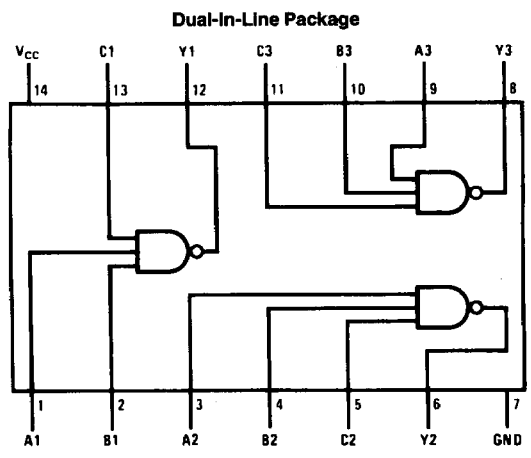 Dual-In-Line Package
VCC C1 Y1 C3 B3 A3 Y3
14 13 12 11 10 9 8
1 2 3 4 5 6 7
A1 B1 A2 B2 C2 Y2 GND